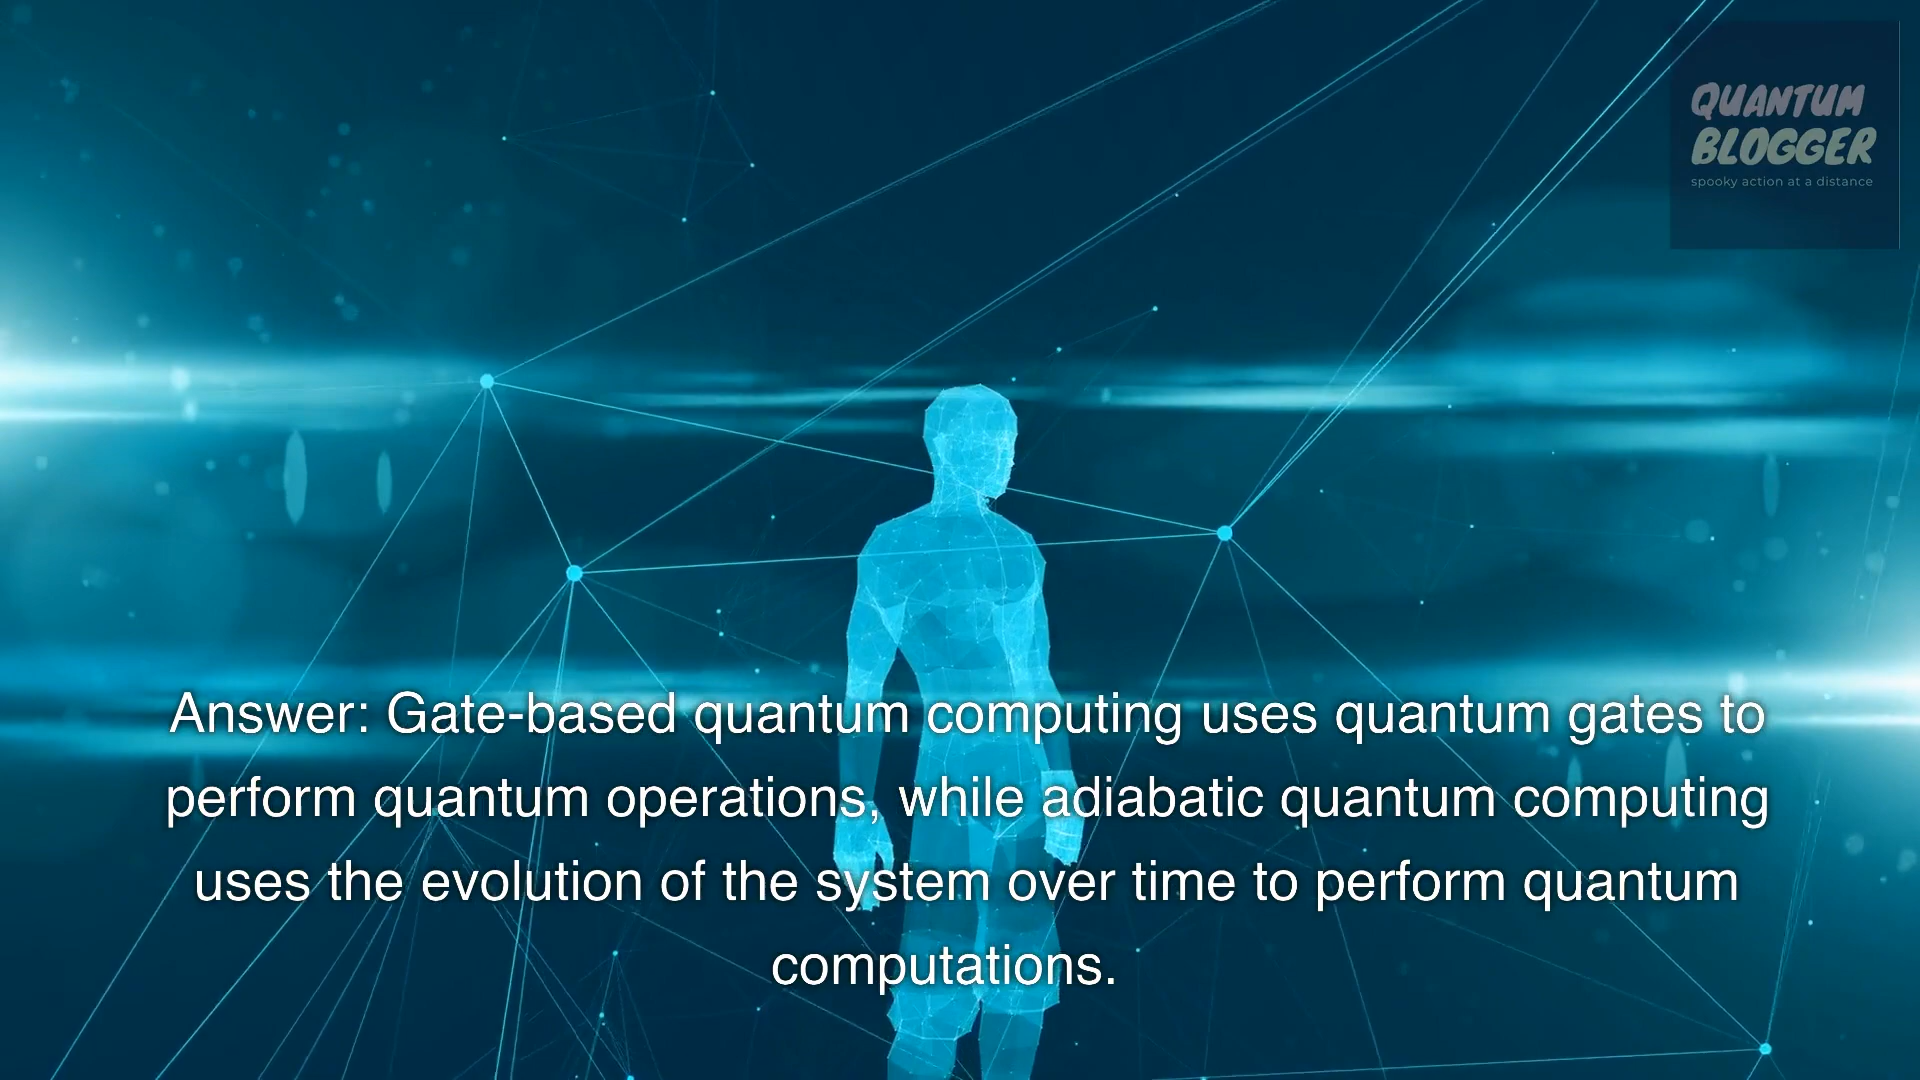 QUANTUM
BLOGGER
spooky action at a distance
Answer: Gate-based quantum computing uses quantum gates to
perform quantum operations, while adiabatic quantum computing
uses the evolution of the system over time to perform quantum
computations.